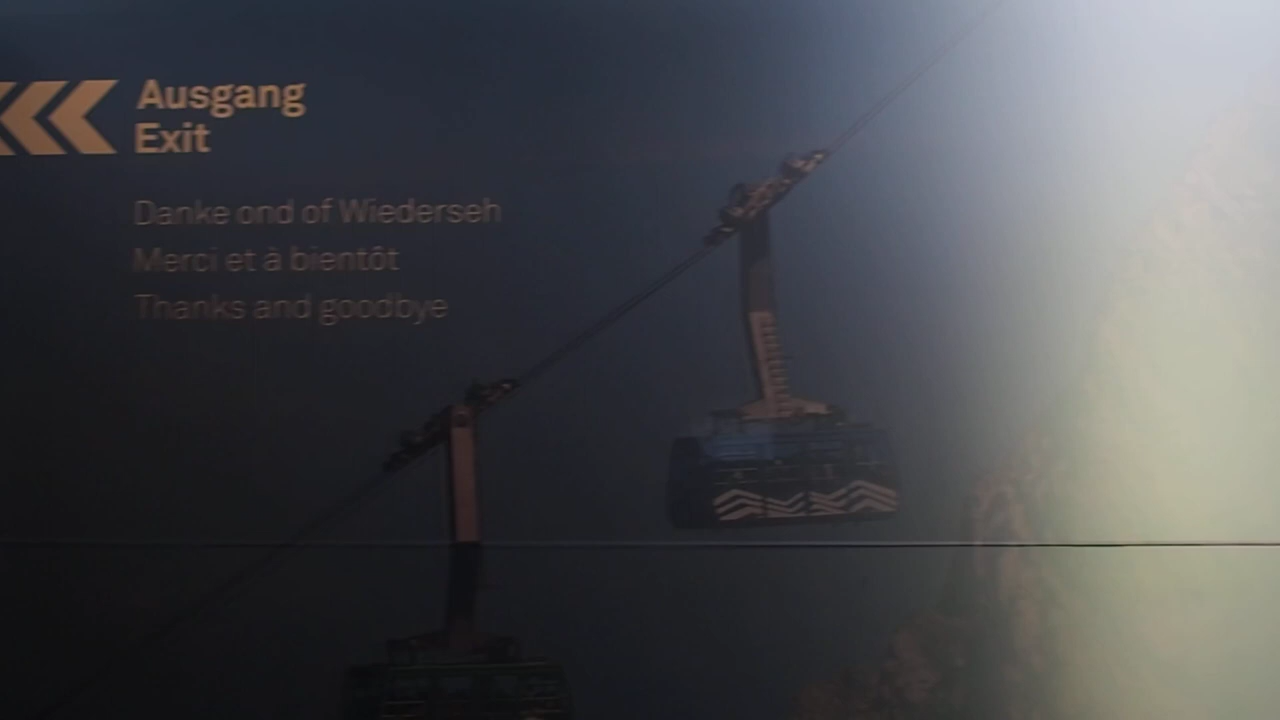 Ausgang
Exit
Danke ond of Wiederseh
Merci et à bientôt
Thanks and goodbye